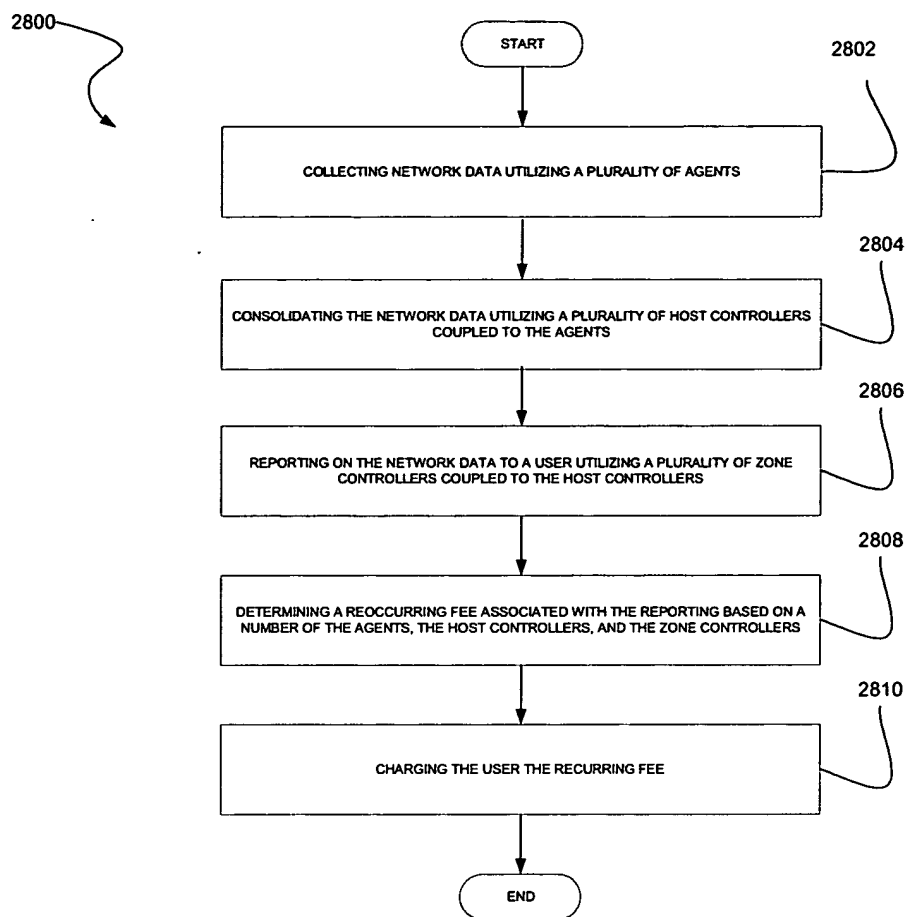 2800
START
2802
COLLECTING NETWORK DATA UTILIZING A PLURALITY OF AGENTS
2804
CONSOLIDATING THE NETWORK DATA UTILIZING A PLURALITY OF HOST CONTROLLERS
COUPLED TO THE AGENTS
2806
REPORTING ON THE NETWORK DATA TO A USER UTILIZING A PLURALITY OF ZONE
CONTROLLERS COUPLED TO THE HOST CONTROLLERS
2808
DETERMINING A REOCCURRING FEE ASSOCIATED WITH THE REPORTING BASED ON A
NUMBER OF THE AGENTS, THE HOST CONTROLLERS, AND THE ZONE CONTROLLERS
2810
CHARGING THE USER THE RECURRING FEE
END